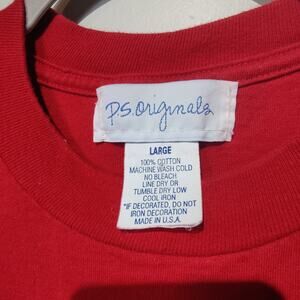 p.s. originals
LARGE
100% COTTON
MACHINE WASH COLD
NO BLEACH
LINE DRY OR
TUMBLE DRY LOW
COOL IRON
*IF DECORATED, DO NOT
IRON DECORATION
MADE IN U.S.A.